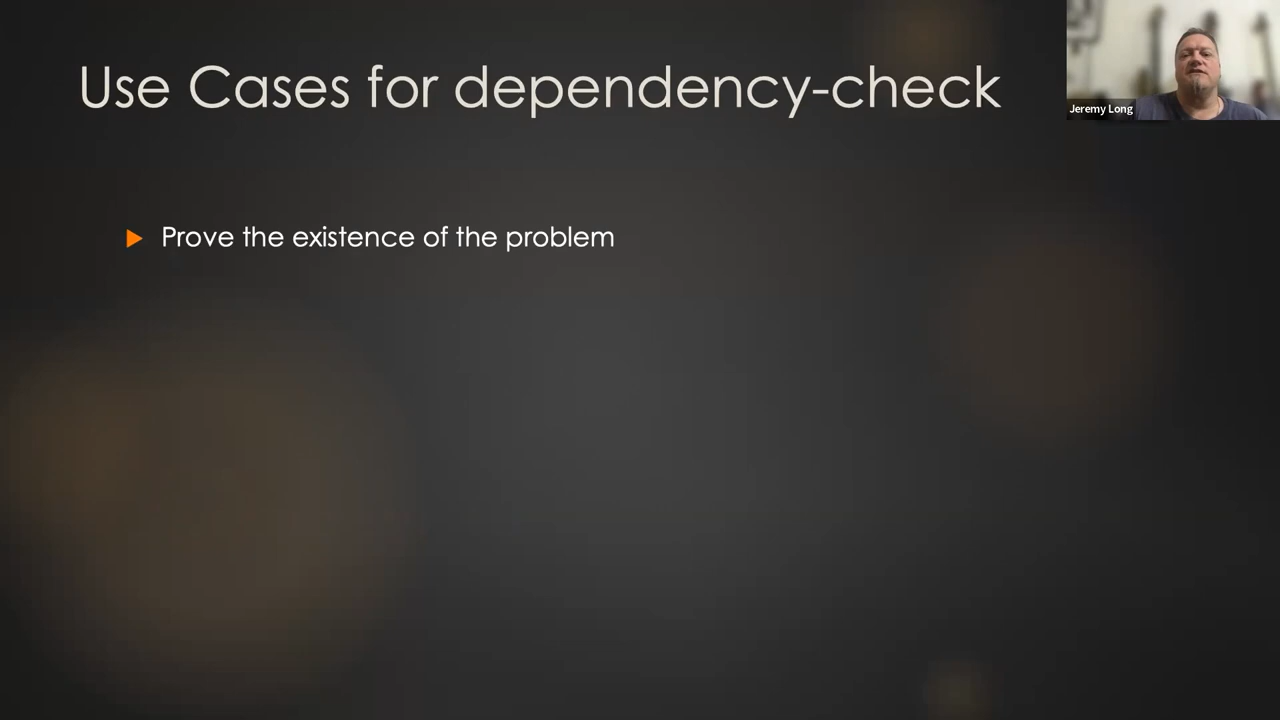 Use Cases for dependency-check
Jeremy Long
Prove the existence of the problem